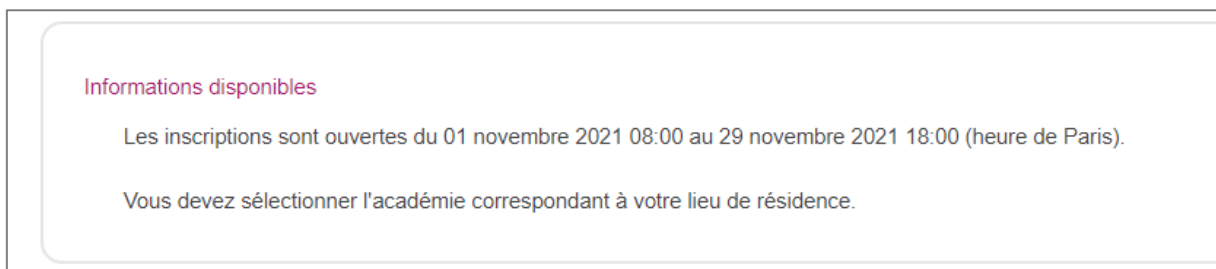 Informations disponibles
Les inscriptions sont ouvertes du 01 novembre 2021 08:00 au 29 novembre 2021 18:00 (heure de Paris).
Vous devez sélectionner l'académie correspondant à votre lieu de résidence.